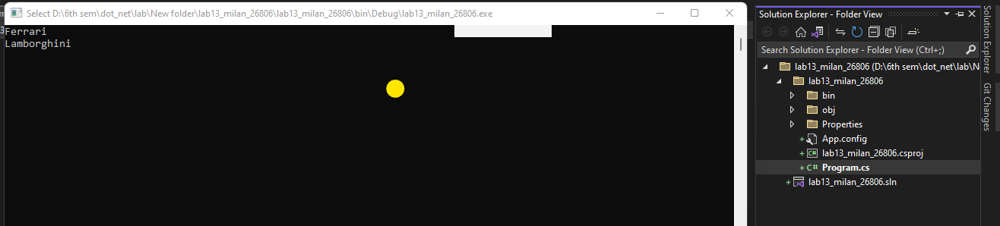 Select D:\6th sem\dot_net\lab\New folder\lab13_milan_26806\lab13_milan_26806\bin\Debug\lab13_milan_26806.exe
Ferrari
Lamborghini
Solution Explorer - Folder View
Search Solution Explorer - Folder View (Ctrl+;)
lab13_milan_26806 (D:\6th sem\dot_net\lab\N
lab13_milan_26806
bin
obj
Properties
App.config
C# lab13_milan_26806.csproj
C# Program.cs
lab13_milan_26806.sln
Solution Explorer
Git Changes